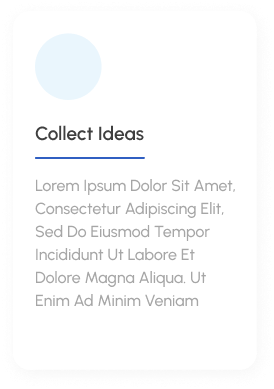 Collect Ideas
Lorem Ipsum Dolor Sit Amet,
Consectetur Adipiscing Elit,
Sed Do Eiusmod Tempor
Incididunt Ut Labore Et
Dolore Magna Aliqua. Ut
Enim Ad Minim Veniam